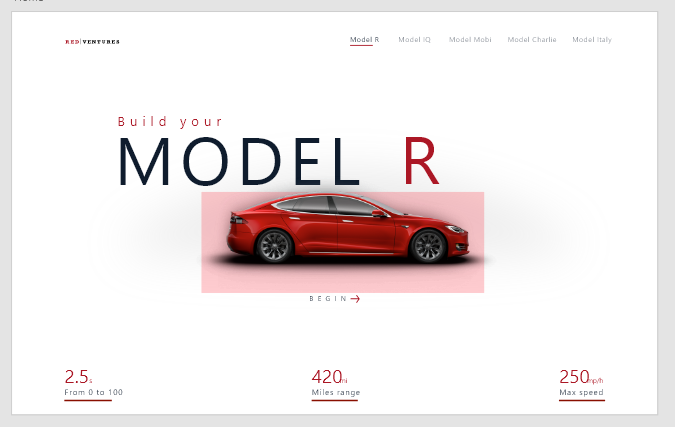 RED|VENTURES
Model R Model IQ Model Mobi Model Charlie Model Italy
Build your
MODEL R
BEGIN
2.5s
From 0 to 100
420mi
Miles range
250mp/h
Max speed